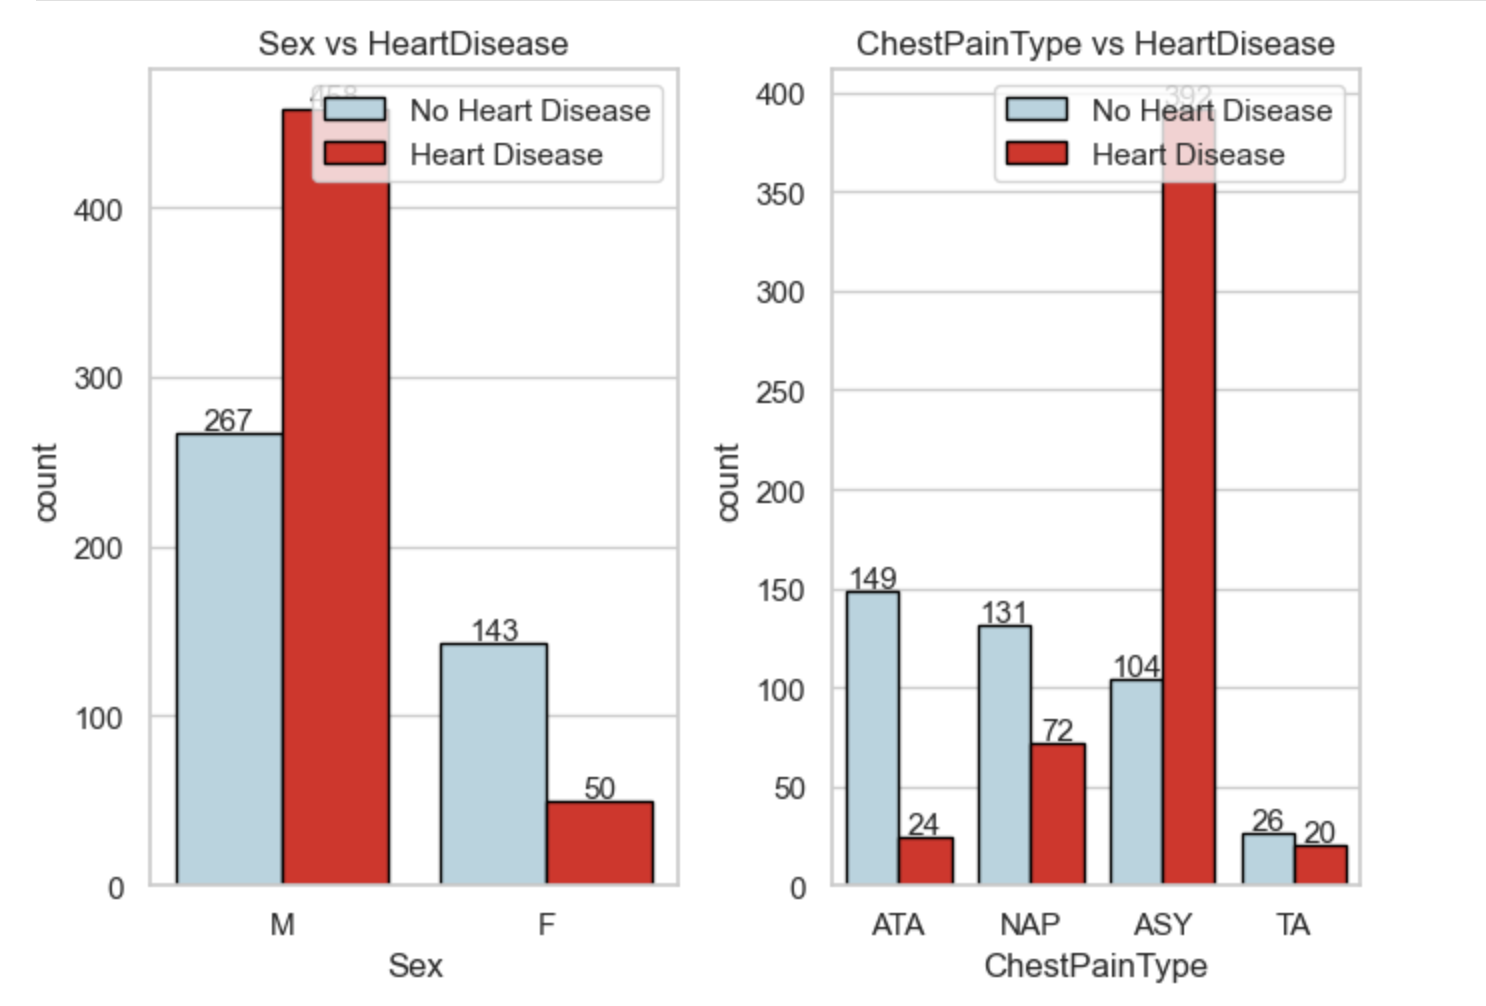 Sex vs HeartDisease
458
No Heart Disease
Heart Disease
400
300
267
200
143
100
50
0
count
M
F
Sex
ChestPainType vs HeartDisease
392
No Heart Disease
Heart Disease
400
350
300
250
200
150
100
50
0
149
131
104
72
24
26
20
count
ATA
NAP
ASY
TA
ChestPainType